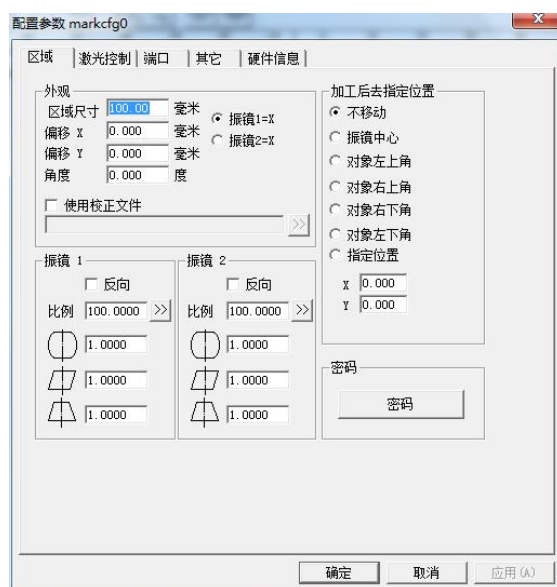 配置参数 markcfg0
区域 激光控制 端口 其它 硬件信息
外观
区域尺寸 100.00 毫米
偏移 X 0.000 毫米
偏移 Y 0.000 毫米
角度 0.000 度
振镜1=X
振镜2=X
使用校正文件
>>
加工后去指定位置
不移动
振镜中心
对象左上角
对象右上角
对象右下角
对象左下角
指定位置
X 0.000
Y 0.000
振镜 1
反向
比例 100.0000 >>
1.0000
1.0000
1.0000
振镜 2
反向
比例 100.0000 >>
1.0000
1.0000
1.0000
密码
密码
确定 取消 应用(A)